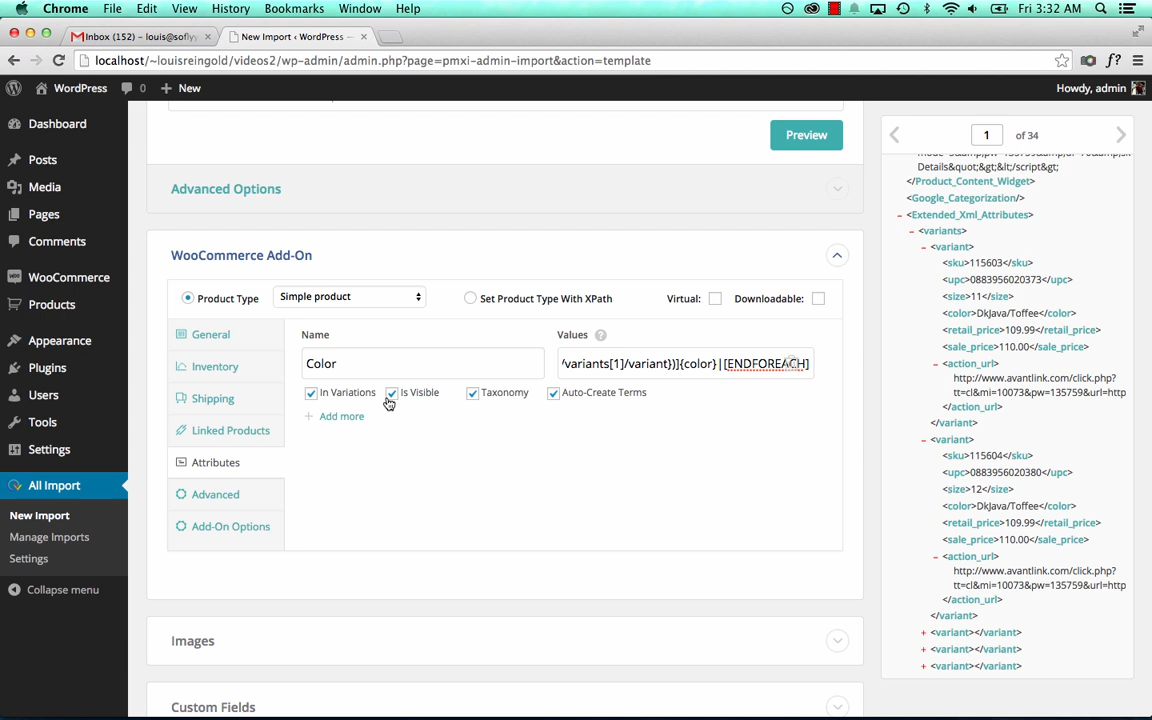 Chrome File Edit View History Bookmarks Window Help Fri 3:32 AM
Inbox (152) – louis@soflyy × New Import ‹ WordPress — ×
localhost/~louisreingold/videos2/wp-admin/admin.php?page=pmxi-admin-import&action=template f?
WordPress 0 + New Howdy, admin
Dashboard
Posts
Media
Pages
Comments
WooCommerce
Products
Appearance
Plugins
Users
Tools
Settings
All Import
New Import
Manage Imports
Settings
Collapse menu
Preview
Advanced Options
WooCommerce Add-On
Product Type Simple product Set Product Type With XPath Virtual: Downloadable:
General
Inventory
Shipping
Linked Products
Attributes
Advanced
Add-On Options
Name Values ?
Color /variants[1]/variant})]{color}|[ENDFOREACH]
In Variations Is Visible Taxonomy Auto-Create Terms
+ Add more
Images
Custom Fields
1 of 34
Details&quot;&gt;&lt;/script&gt;
</Product_Content_Widget>
<Google_Categorization/>
– <Extended_Xml_Attributes>
– <variants>
– <variant>
<sku>115603</sku>
<upc>0883956020373</upc>
<size>11</size>
<color>DkJava/Toffee</color>
<retail_price>109.99</retail_price>
<sale_price>110.00</sale_price>
– <action_url>
http://www.avantlink.com/click.php?
tt=cl&mi=10073&pw=135759&url=http
</action_url>
</variant>
– <variant>
<sku>115604</sku>
<upc>0883956020380</upc>
<size>12</size>
<color>DkJava/Toffee</color>
<retail_price>109.99</retail_price>
<sale_price>110.00</sale_price>
– <action_url>
http://www.avantlink.com/click.php?
tt=cl&mi=10073&pw=135759&url=http
</action_url>
</variant>
+ <variant></variant>
+ <variant></variant>
+ <variant></variant>